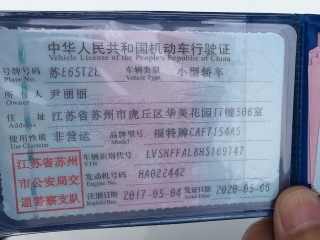 中华人民共和国机动车行驶证
Vehicle License of the People's Republic of China
号牌号码 苏E65T2L 车辆类型 小型轿车
Plate No. Vehicle Type
所有人 尹丽丽
Owner
住址 江苏省苏州市虎丘区华美花园17幢506室
Address
使用性质 非营运 品牌型号 福特牌CAF7154A5
Use Character Model
江苏省苏州
市公安局交
通警察支队
车辆识别代号 LVSHFFAL8HS169747
VIN
发动机号码 HA022442
Engine No.
注册日期 2017-05-04 发证日期 2020-05-05
Register Date Issue Date